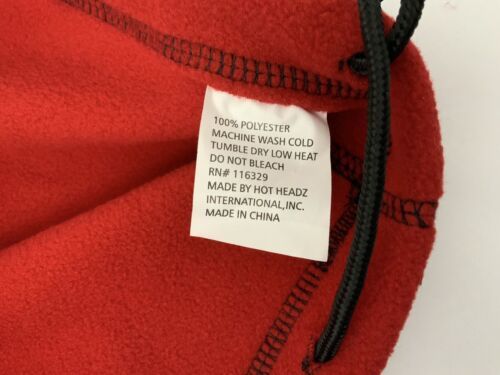 100% POLYESTER
MACHINE WASH COLD
TUMBLE DRY LOW HEAT
DO NOT BLEACH
RN# 116329
MADE BY HOT HEADZ
INTERNATIONAL,INC.
MADE IN CHINA